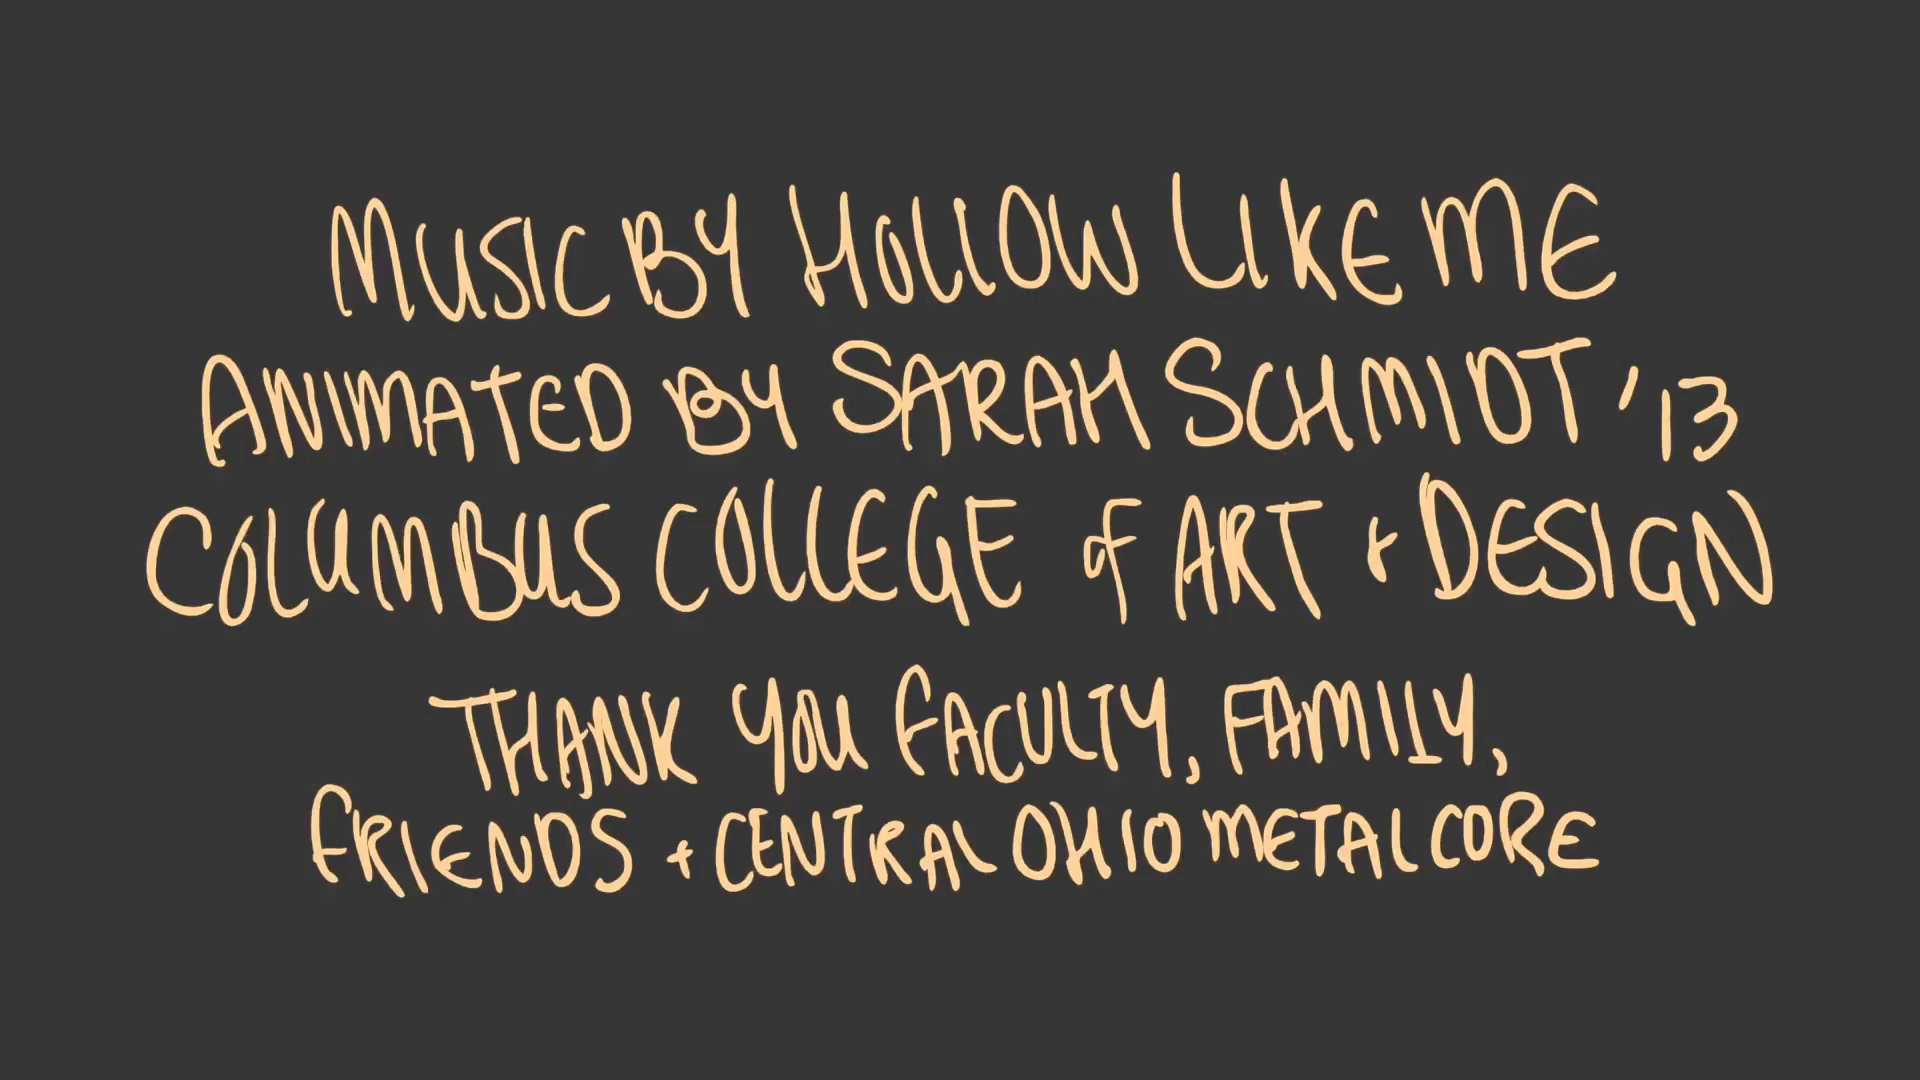 MUSIC BY HOLLOW LIKE ME
ANIMATED BY SARAH SCHMIDT '13
COLUMBUS COLLEGE of ART + DESIGN
THANK YOU FACULTY, FAMILY,
FRIENDS + CENTRAL OHIO METALCORE